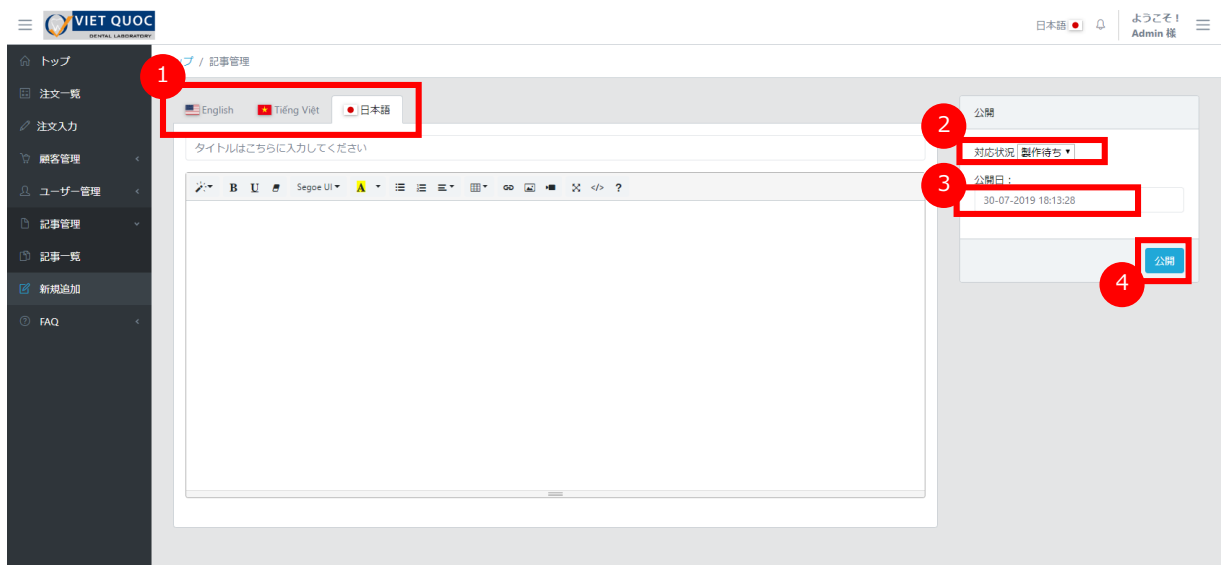 VIET QUOC
DENTAL LABORATORY
日本語
ようこそ !
Admin 様
トップ
注文一覧
注文入力
顧客管理
ユーザー管理
記事管理
記事一覧
新規追加
FAQ
プ / 記事管理
1
English
Tiếng Việt
日本語
タイトルはこちらに入力してください
B U Segoe UI A </> ?
公開
2
対応状況 製作待ち
3
公開日：
30-07-2019 18:13:28
公開
4